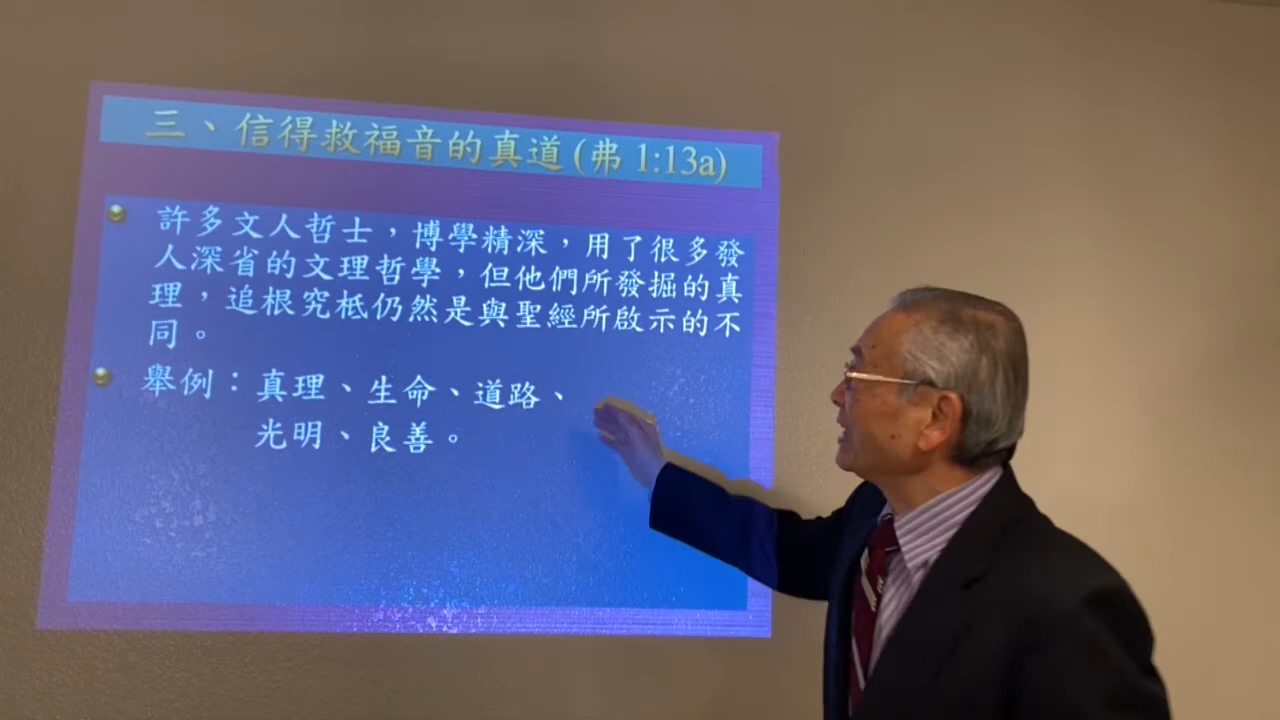 三、信得救福音的真道 (弗 1:13a)
許多文人哲士，博學精深，用了很多發
人深省的文理哲學，但他們所發掘的真
理，追根究柢仍然是與聖經所啟示的不
同。
舉例：真理、生命、道路、
光明、良善。